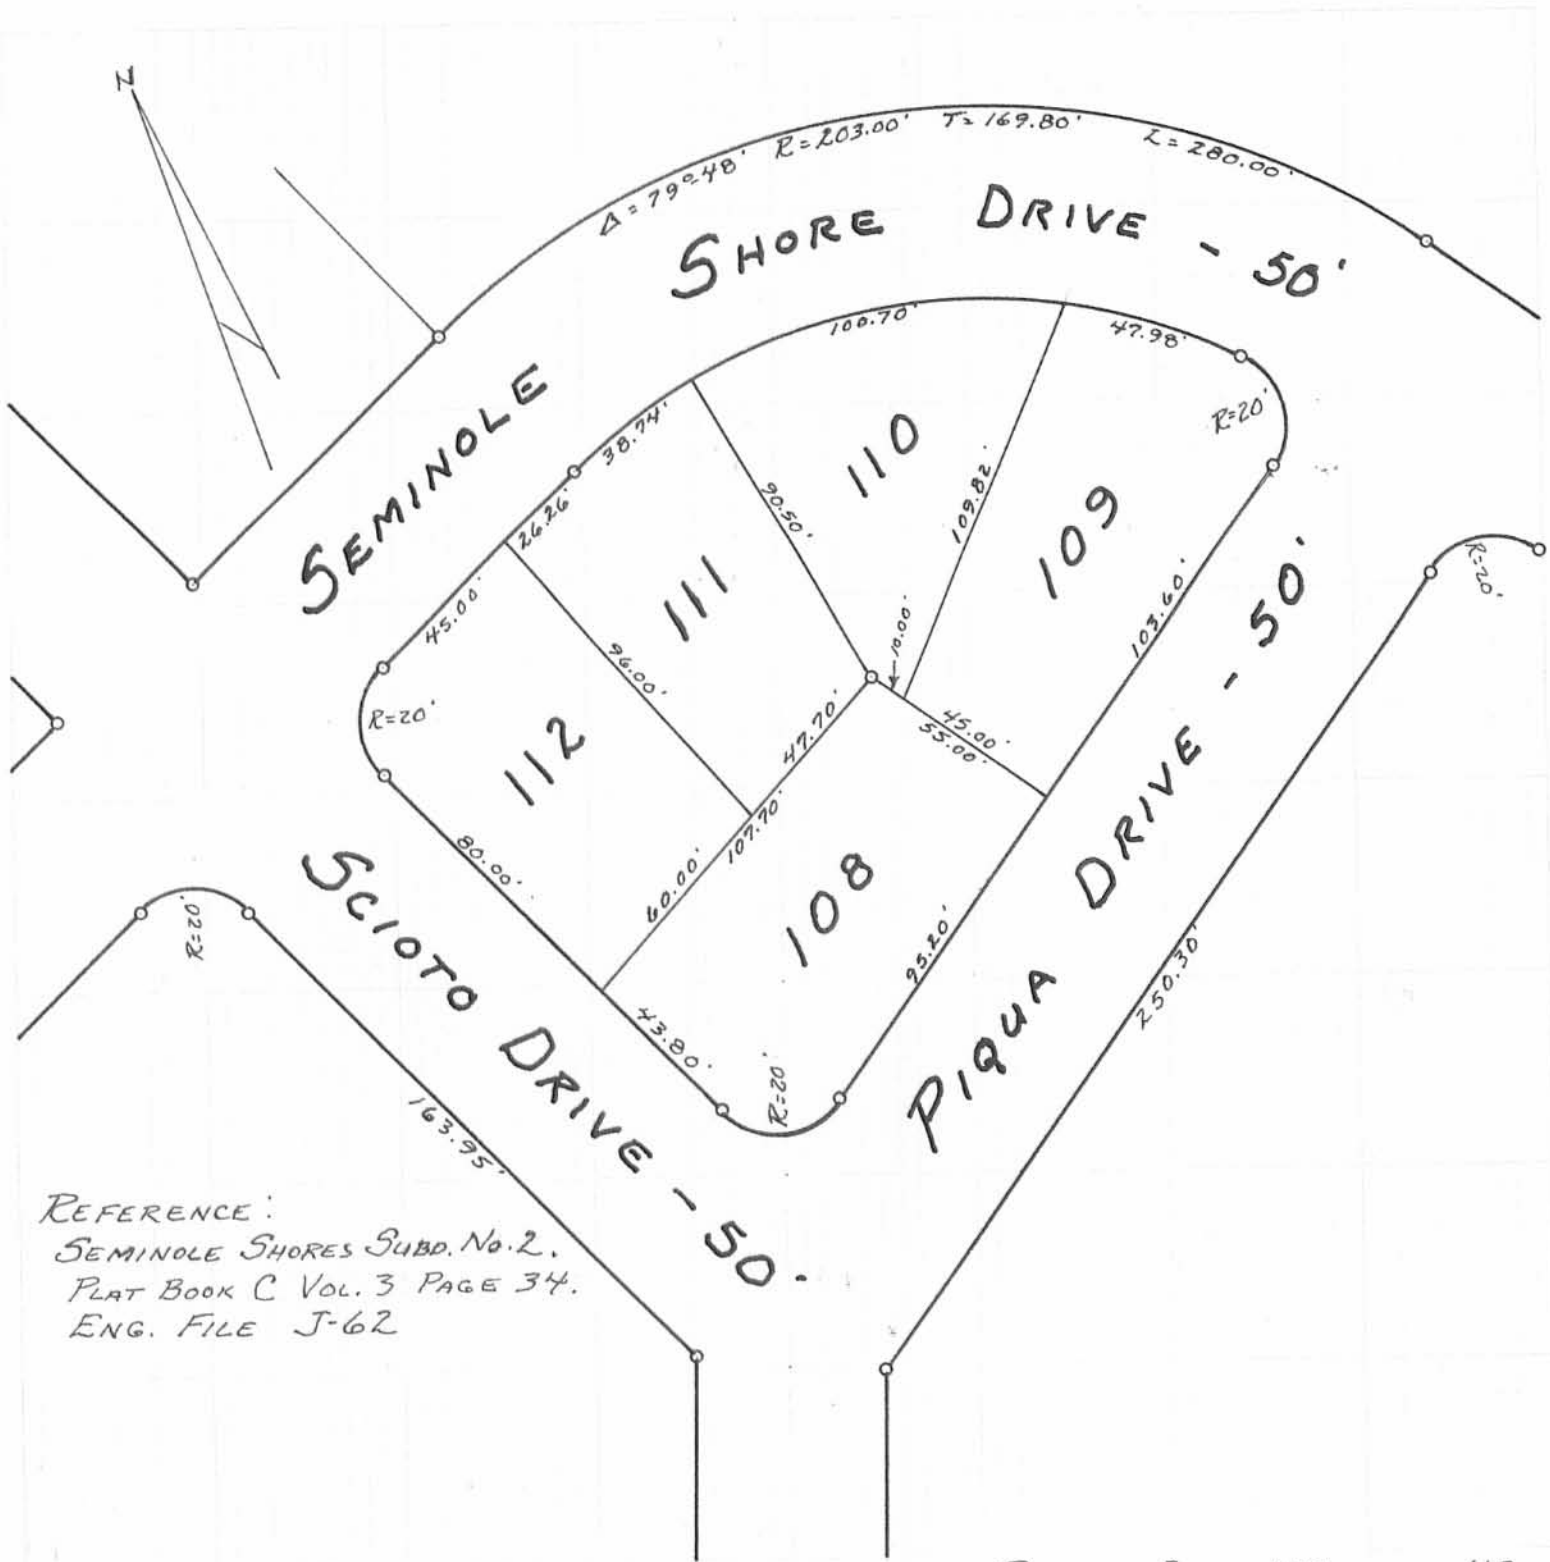 N
Δ = 79°-48' R=203.00' T=169.80' L=280.00'
SEMINOLE SHORE DRIVE - 50'
100.70'
47.98'
38.74'
26.26'
45.00'
R=20'
110
90.50'
109.82'
109
111
96.00'
10.00'
103.60'
R=20'
R=20'
112
47.70'
45.00'
55.00'
PIQUA DRIVE - 50'
80.00'
60.00'
107.70'
108
95.20'
250.30'
R=20'
SCIOTO DRIVE - 50'
43.80'
R=20'
163.95'
REFERENCE:
SEMINOLE SHORES SUBD. No. 2.
PLAT BOOK C VOL. 3 PAGE 34.
ENG. FILE J-62